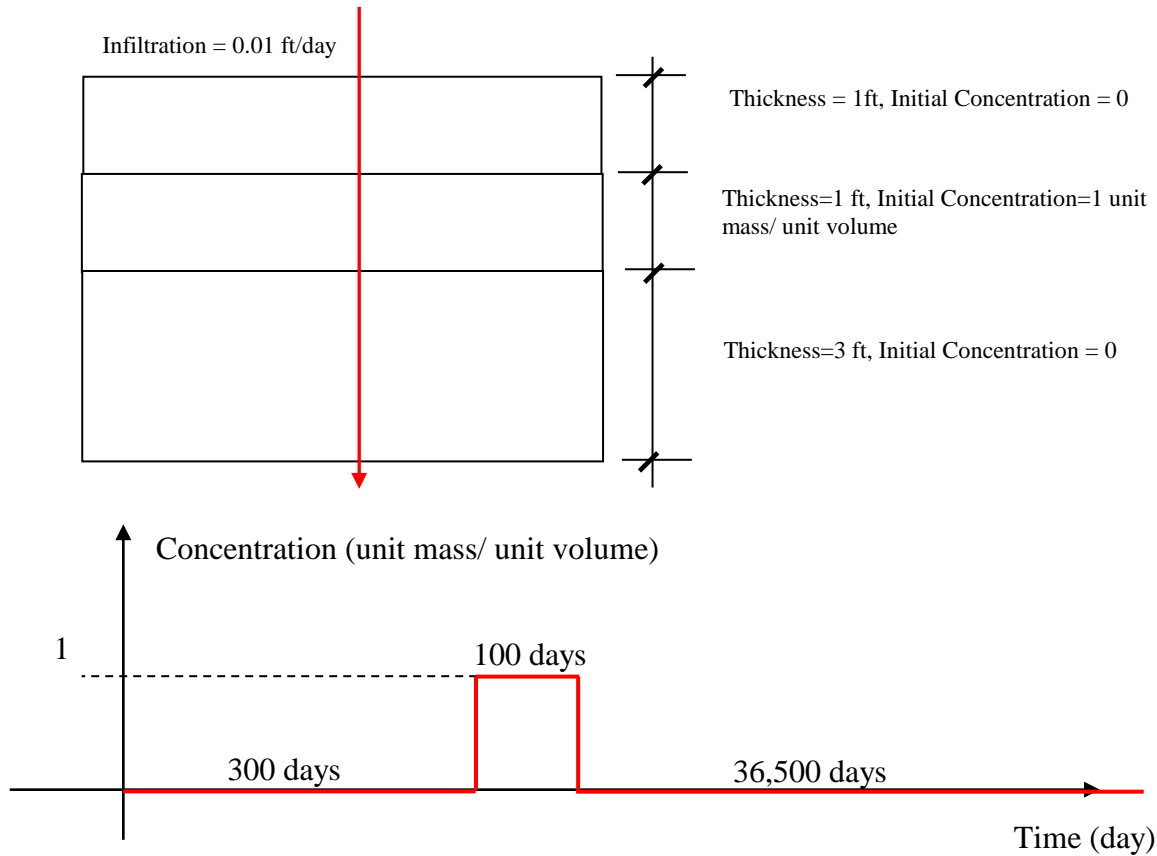 Infiltration = 0.01 ft/day
Thickness = 1ft, Initial Concentration = 0
Thickness=1 ft, Initial Concentration=1 unit
mass/ unit volume
Thickness=3 ft, Initial Concentration = 0
Concentration (unit mass/ unit volume)
1
100 days
300 days
36,500 days
Time (day)